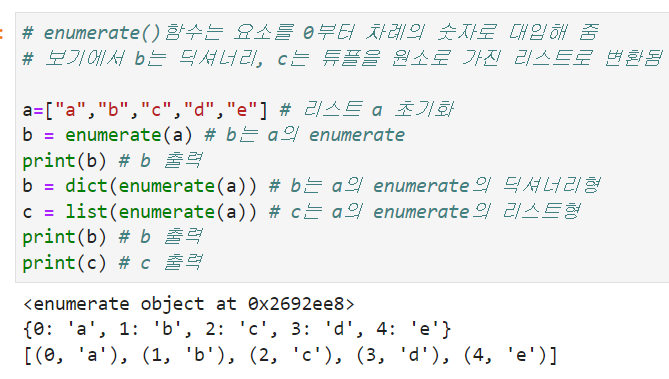 # enumerate()함수는 요소를 0부터 차례의 숫자로 대입해 줌
# 보기에서 b는 딕셔너리, c는 튜플을 원소로 가진 리스트로 변환됨
a=["a","b","c","d","e"] # 리스트 a 초기화
b = enumerate(a) # b는 a의 enumerate
print(b) # b 출력
b = dict(enumerate(a)) # b는 a의 enumerate의 딕셔너리형
c = list(enumerate(a)) # c는 a의 enumerate의 리스트형
print(b) # b 출력
print(c) # c 출력
<enumerate object at 0x2692ee8>
{0: 'a', 1: 'b', 2: 'c', 3: 'd', 4: 'e'}
[(0, 'a'), (1, 'b'), (2, 'c'), (3, 'd'), (4, 'e')]